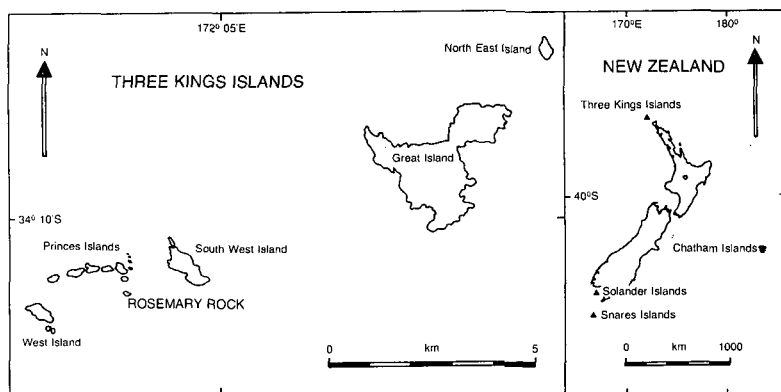 172° 05'E
N
THREE KINGS ISLANDS
North East Island
Great Island
34° 10'S
Princes Islands
South West Island
ROSEMARY ROCK
West Island
0 km 5
170°E 180°
N
NEW ZEALAND
Three Kings Islands
40°S
Chatham Islands
Solander Islands
Snares Islands
0 km 1000